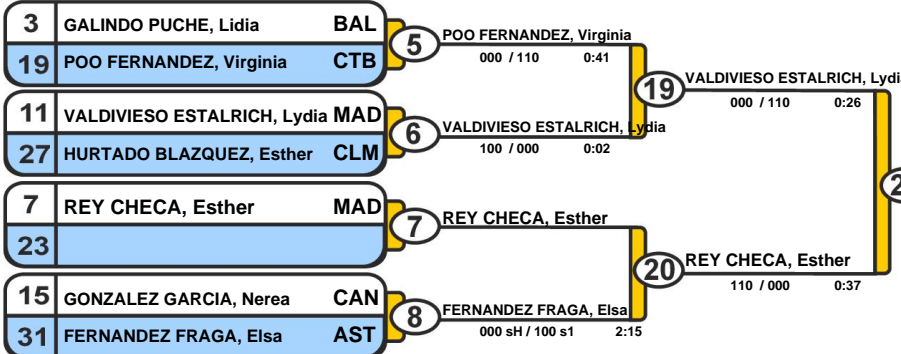 3 GALINDO PUCHE, Lidia BAL
19 POO FERNANDEZ, Virginia CTB
5
POO FERNANDEZ, Virginia
000 / 110 0:41
11 VALDIVIESO ESTALRICH, Lydia MAD
27 HURTADO BLAZQUEZ, Esther CLM
6
VALDIVIESO ESTALRICH, Lydia
100 / 000 0:02
19
VALDIVIESO ESTALRICH, Lydi
000 / 110 0:26
7 REY CHECA, Esther MAD
23
7
REY CHECA, Esther
15 GONZALEZ GARCIA, Nerea CAN
31 FERNANDEZ FRAGA, Elsa AST
8
FERNANDEZ FRAGA, Elsa
000 sH / 100 s1 2:15
20
REY CHECA, Esther
110 / 000 0:37